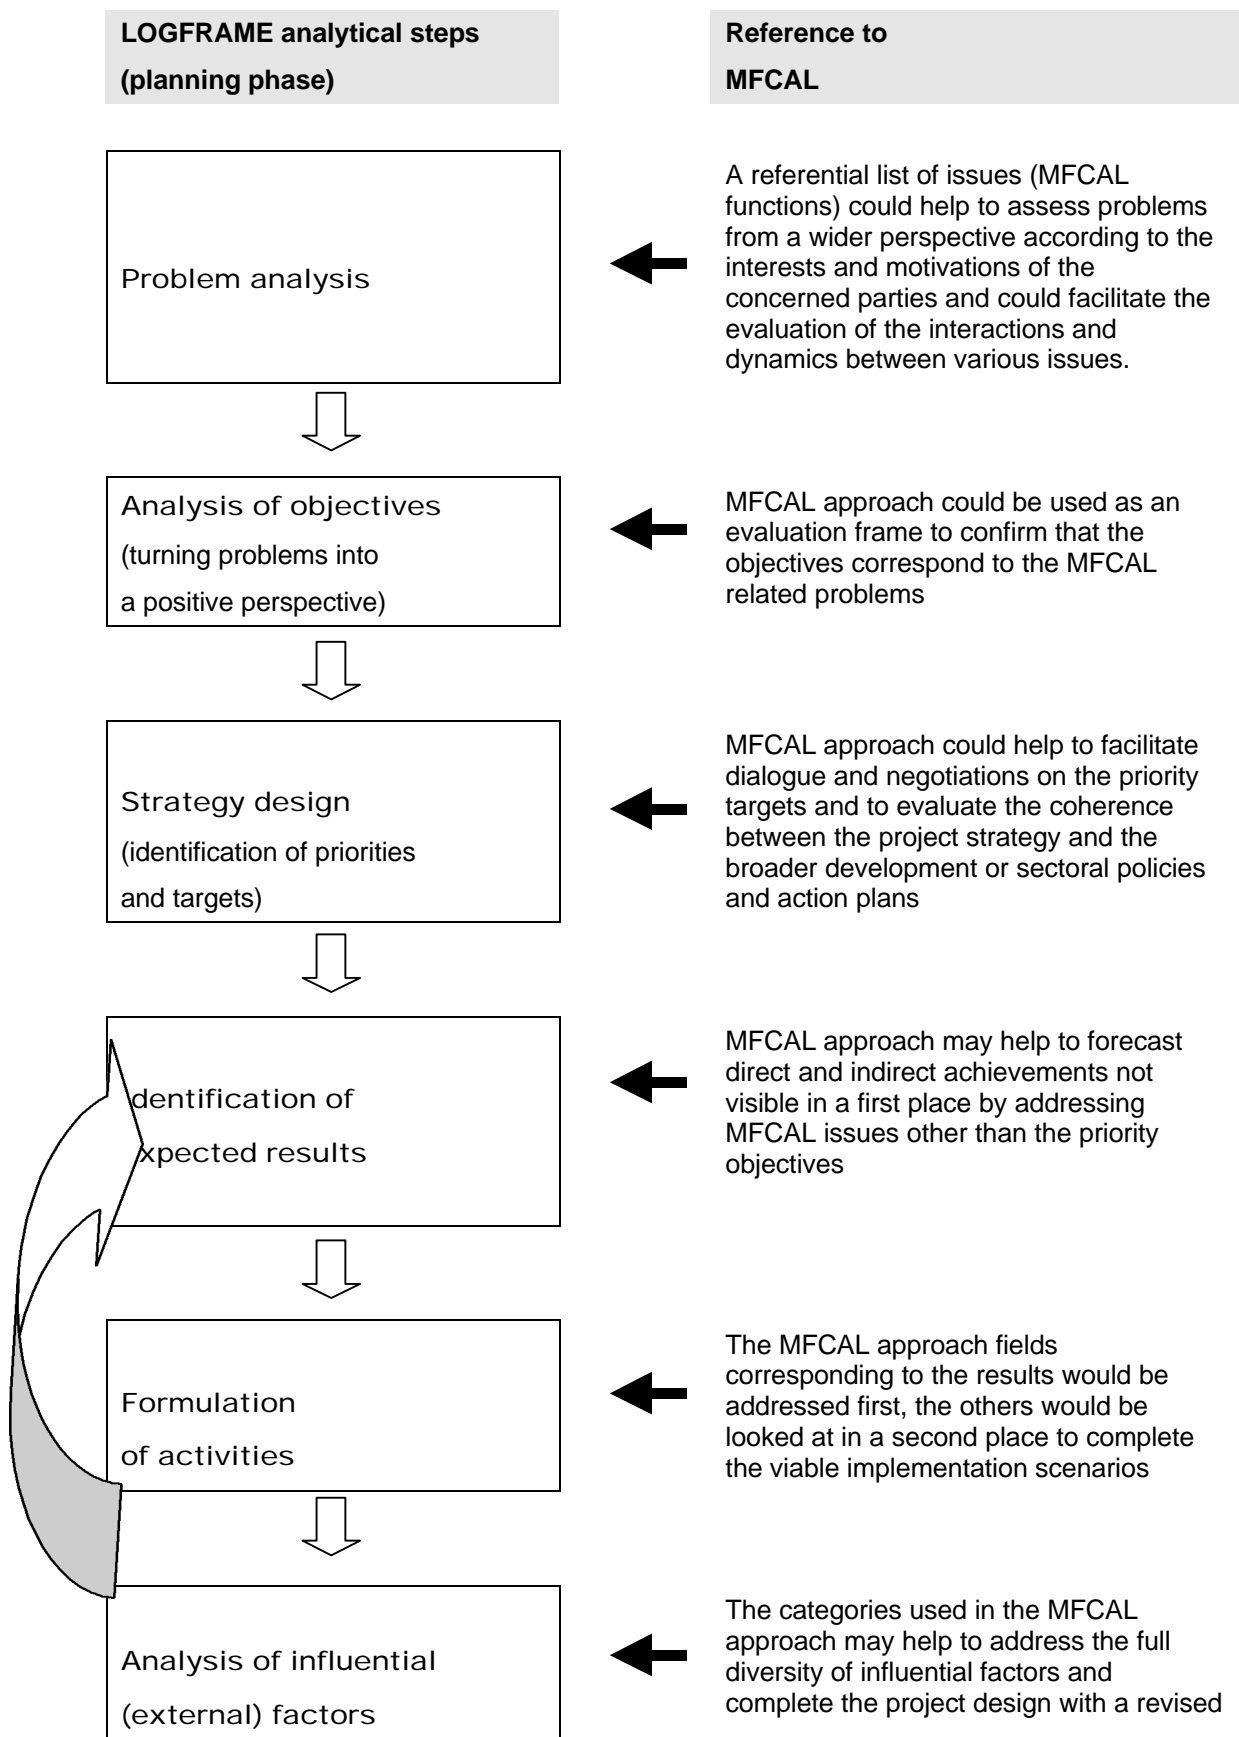 LOGFRAME analytical steps
(planning phase)
Reference to
MFCAL
Problem analysis
A referential list of issues (MFCAL
functions) could help to assess problems
from a wider perspective according to the
interests and motivations of the
concerned parties and could facilitate the
evaluation of the interactions and
dynamics between various issues.
Analysis of objectives
(turning problems into
a positive perspective)
MFCAL approach could be used as an
evaluation frame to confirm that the
objectives correspond to the MFCAL
related problems
Strategy design
(identification of priorities
and targets)
MFCAL approach could help to facilitate
dialogue and negotiations on the priority
targets and to evaluate the coherence
between the project strategy and the
broader development or sectoral policies
and action plans
dentification of
xpected results
MFCAL approach may help to forecast
direct and indirect achievements not
visible in a first place by addressing
MFCAL issues other than the priority
objectives
Formulation
of activities
The MFCAL approach fields
corresponding to the results would be
addressed first, the others would be
looked at in a second place to complete
the viable implementation scenarios
Analysis of influential
(external) factors
The categories used in the MFCAL
approach may help to address the full
diversity of influential factors and
complete the project design with a revised